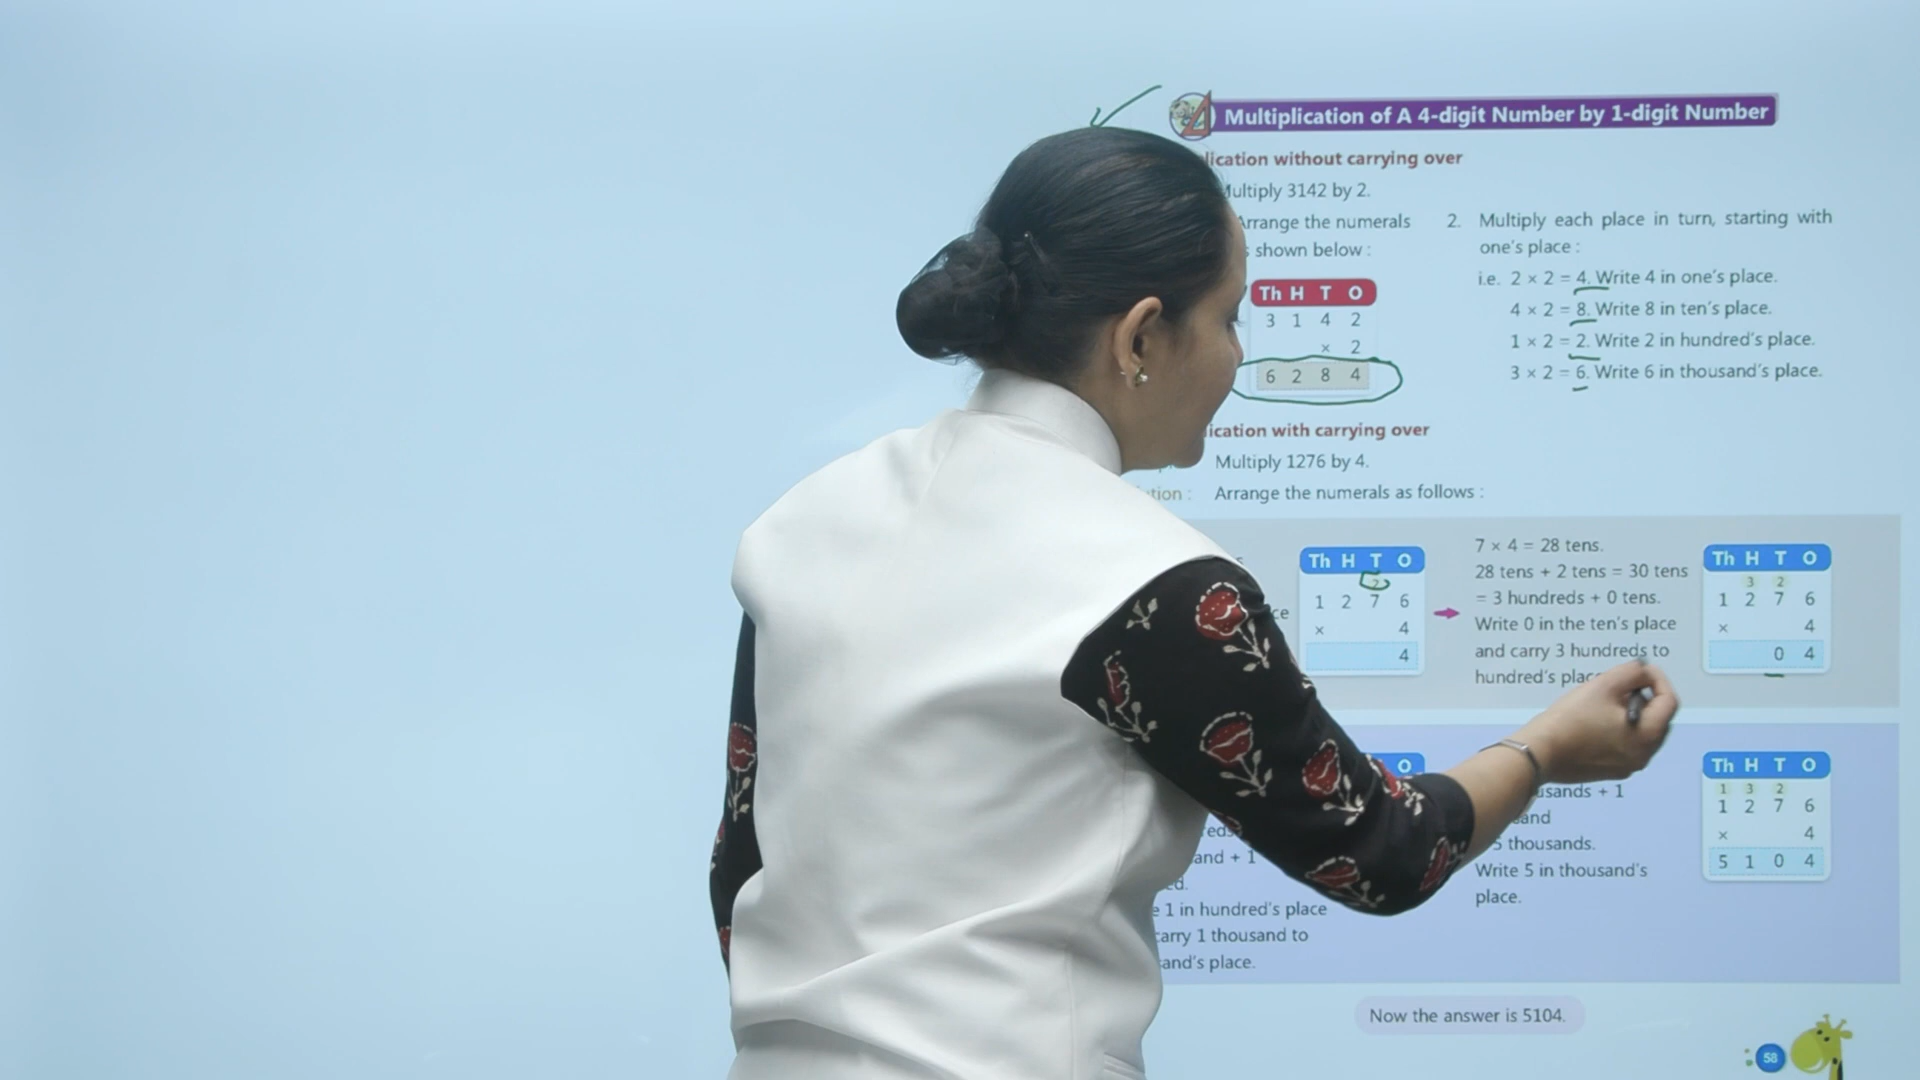 Multiplication of A 4-digit Number by 1-digit Number
without carrying over
Multiply 3142 by 2.
Arrange the numerals
shown below :
Th H T O
3 1 4 2
× 2
6 2 8 4
2. Multiply each place in turn, starting with
one's place :
i.e. 2 × 2 = 4. Write 4 in one's place.
4 × 2 = 8. Write 8 in ten's place.
1 × 2 = 2. Write 2 in hundred's place.
3 × 2 = 6. Write 6 in thousand's place.
with carrying over
Multiply 1276 by 4.
Arrange the numerals as follows :
Th H T O
2
1 2 7 6
× 4
4
7 × 4 = 28 tens.
28 tens + 2 tens = 30 tens
= 3 hundreds + 0 tens.
Write 0 in the ten's place
and carry 3 hundreds to
hundred's
Th H T O
3 2
1 2 7 6
× 4
0 4
O
+ 1
1 in hundred's place
carry 1 thousand to
place.
+ 1
5 thousands.
Write 5 in thousand's
place.
Th H T O
1 3 2
1 2 7 6
× 4
5 1 0 4
Now the answer is 5104.
58